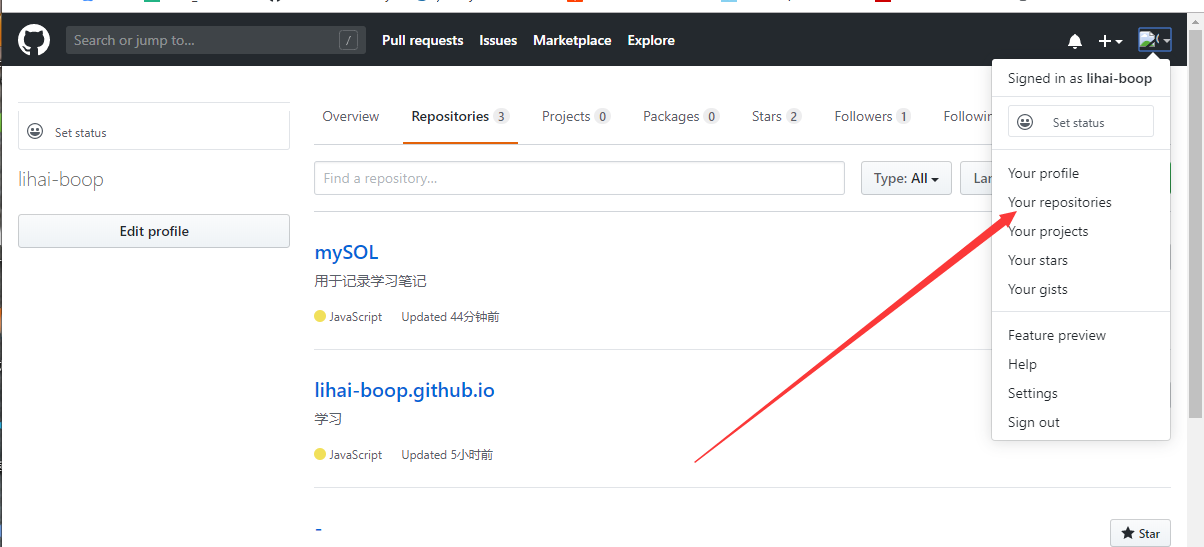 Search or jump to... / Pull requests Issues Marketplace Explore
Signed in as lihai-boop
Set status
Your profile
Your repositories
Your projects
Your stars
Your gists
Feature preview
Help
Settings
Sign out
Set status
lihai-boop
Edit profile
Overview Repositories 3 Projects 0 Packages 0 Stars 2 Followers 1
Find a repository... Type: All
mySOL
用于记录学习笔记
JavaScript Updated 44分钟前
lihai-boop.github.io
学习
JavaScript Updated 5小时前
-
Star